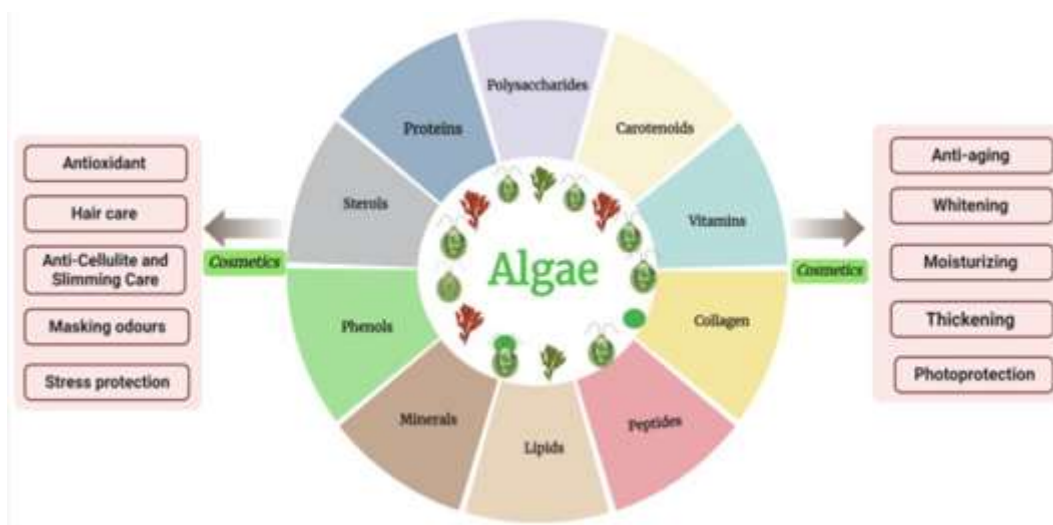 Polysaccharides
Carotenoids
Vitamins
Collagen
Peptides
Lipids
Minerals
Phenols
Sterols
Proteins
Algae
Cosmetics
Antioxidant
Hair care
Anti-Cellulite and
Slimming Care
Masking odours
Stress protection
Cosmetics
Anti-aging
Whitening
Moisturizing
Thickening
Photoprotection